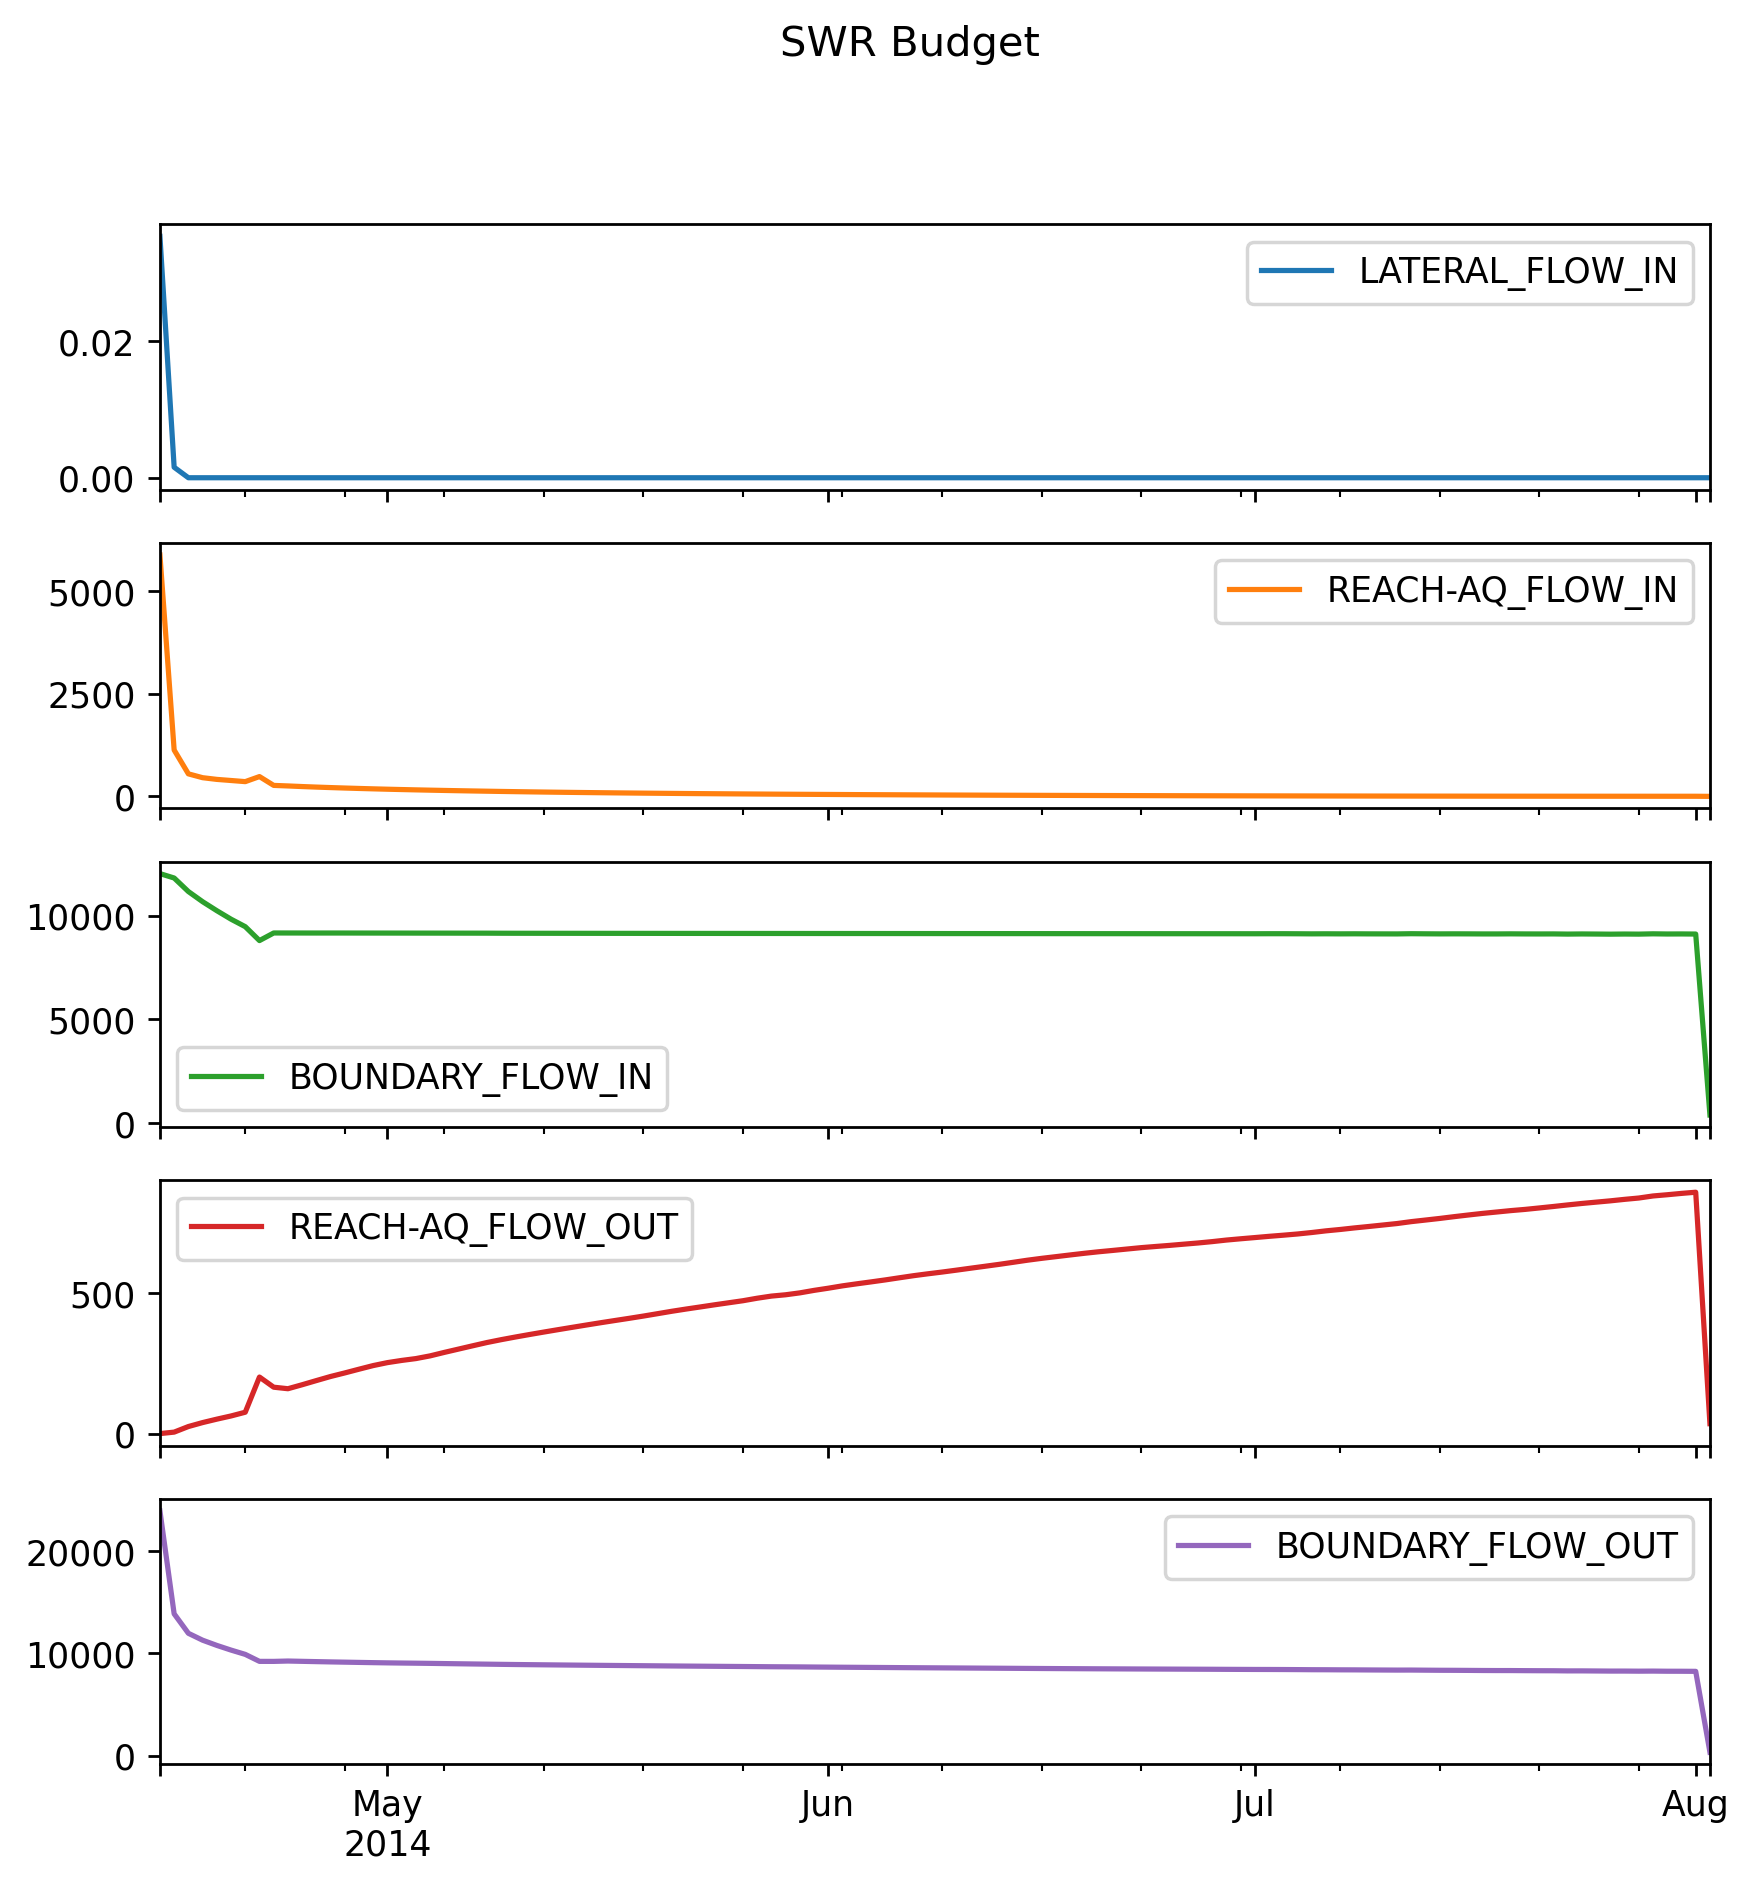 SWR Budget
LATERAL_FLOW_IN
0.02
0.00
REACH-AQ_FLOW_IN
5000
2500
0
10000
5000
BOUNDARY_FLOW_IN
0
REACH-AQ_FLOW_OUT
500
0
BOUNDARY_FLOW_OUT
20000
10000
0
May Jun Jul Aug
2014